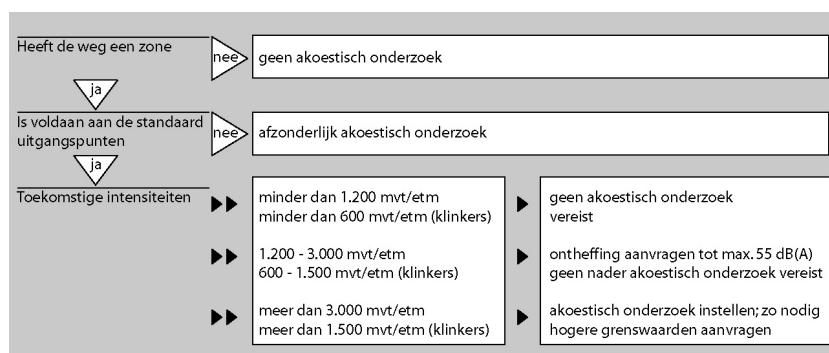 Heeft de weg een zone
nee
geen akoestisch onderzoek
ja
Is voldaan aan de standaard
uitgangspunten
nee
afzonderlijk akoestisch onderzoek
ja
Toekomstige intensiteiten
minder dan 1.200 mvt/etm
minder dan 600 mvt/etm (klinkers)
geen akoestisch onderzoek
vereist
1.200 - 3.000 mvt/etm
600 - 1.500 mvt/etm (klinkers)
ontheffing aanvragen tot max. 55 dB(A)
geen nader akoestisch onderzoek vereist
meer dan 3.000 mvt/etm
meer dan 1.500 mvt/etm (klinkers)
akoestisch onderzoek instellen; zo nodig
hogere grenswaarden aanvragen